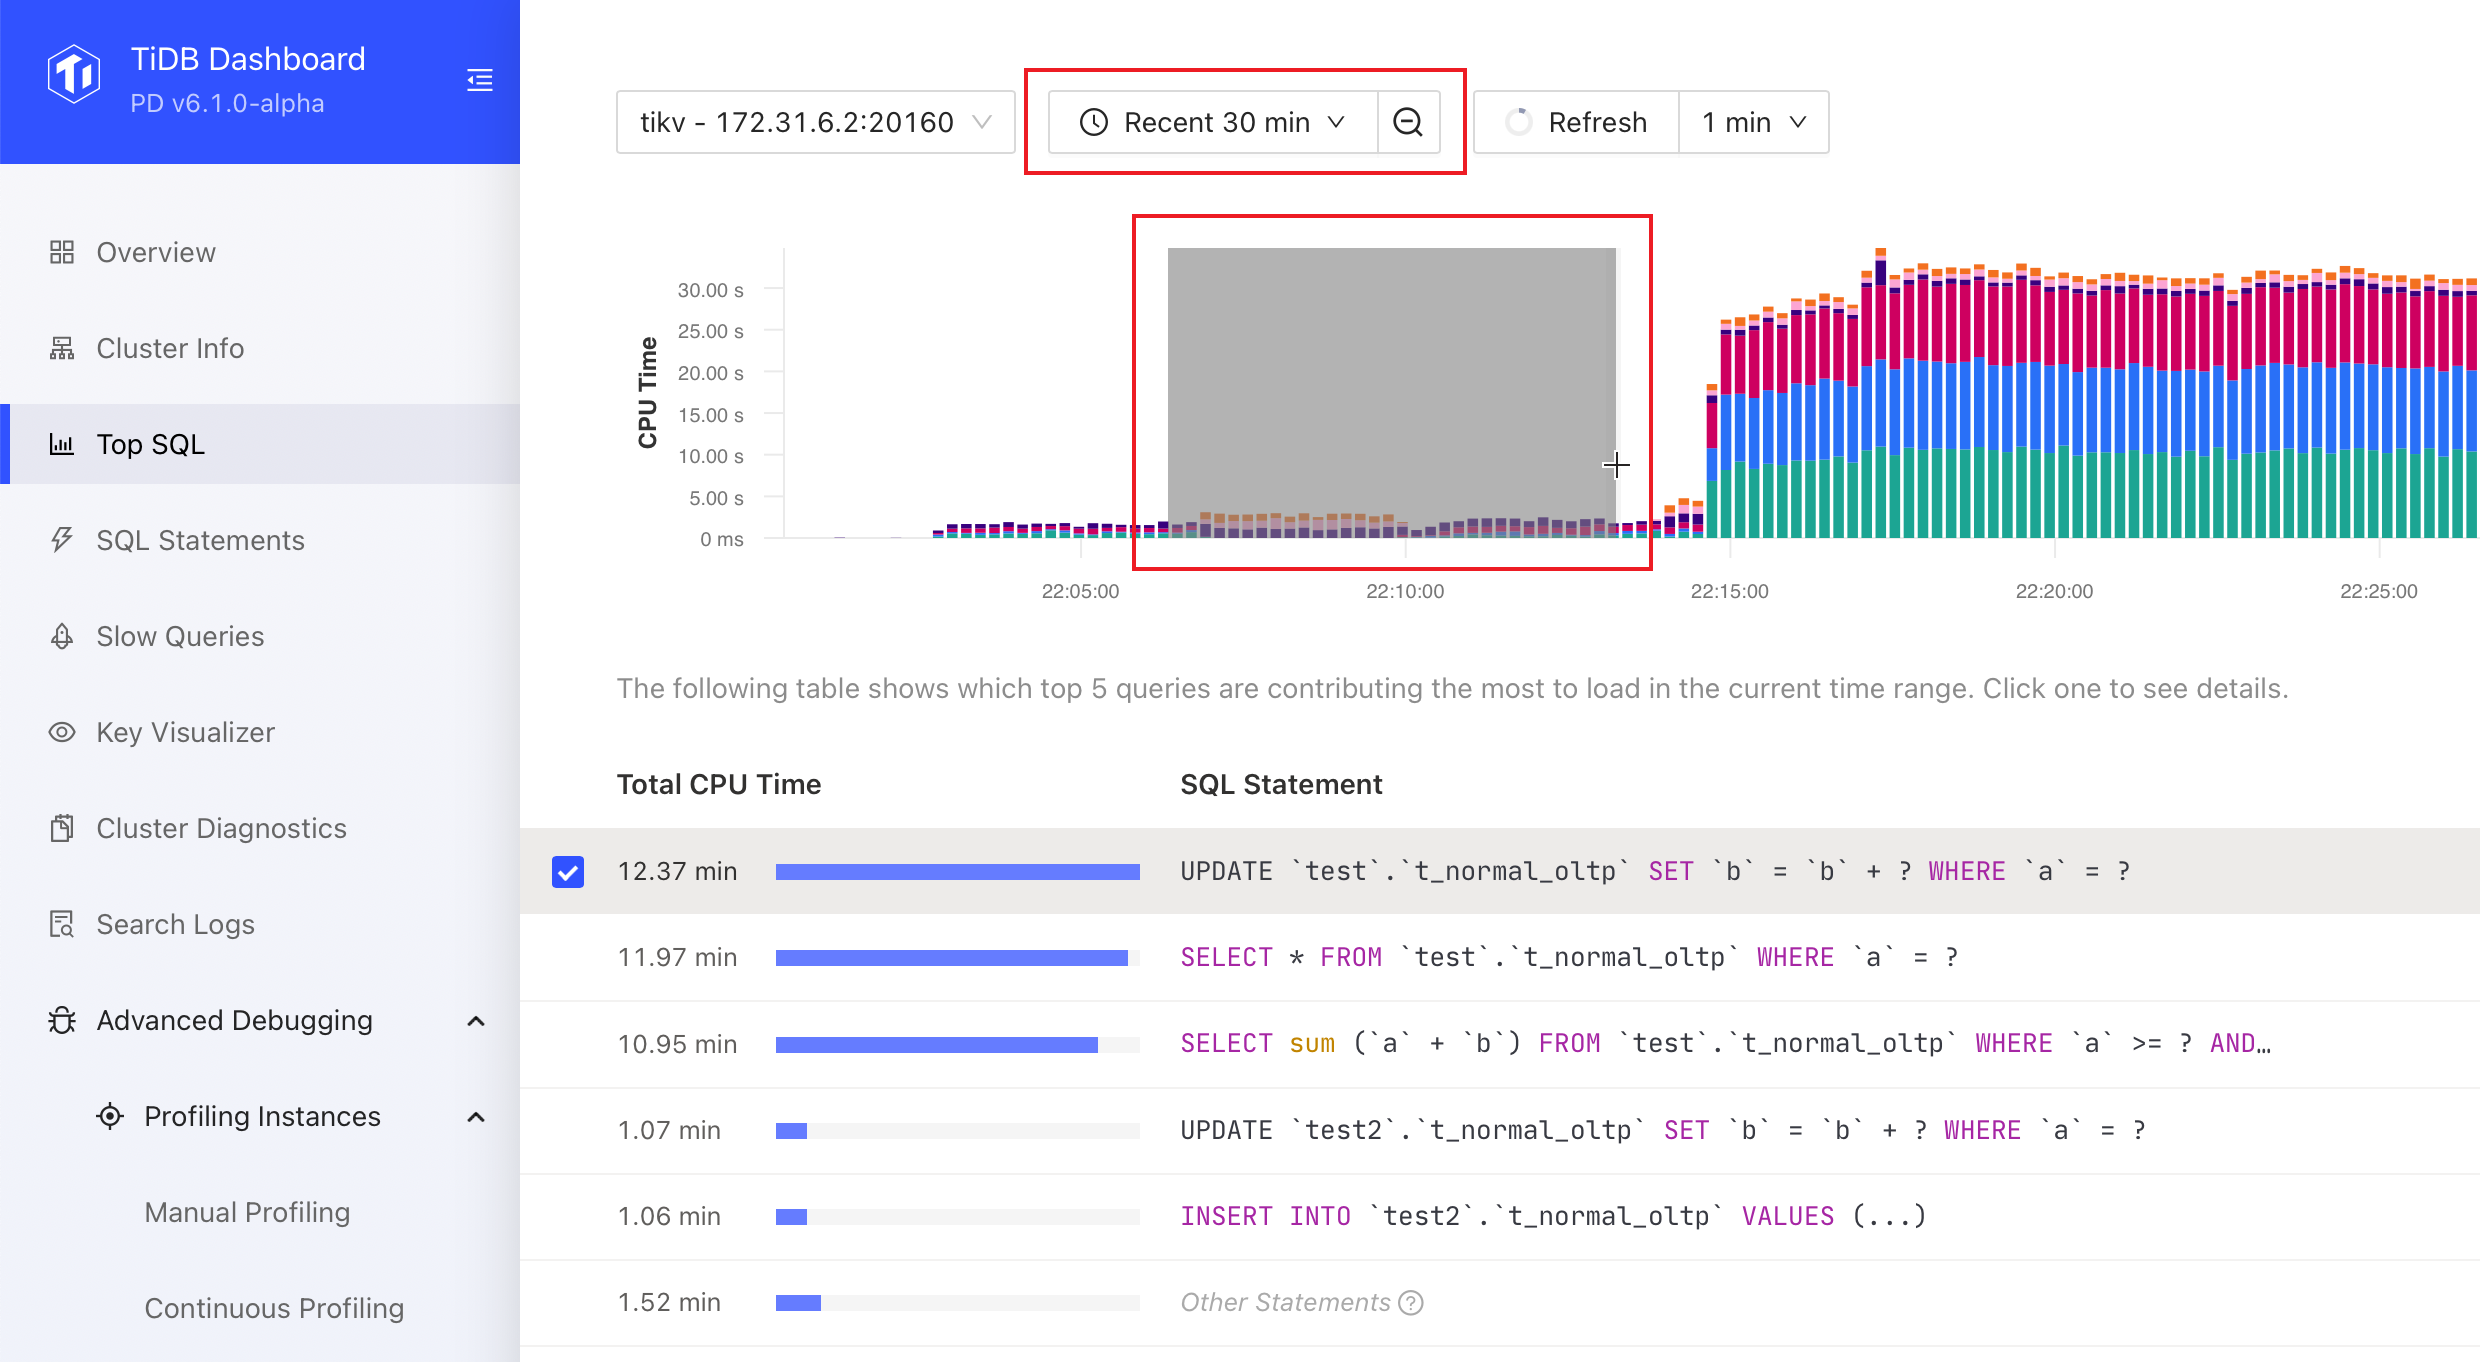 TiDB Dashboard
PD v6.1.0-alpha
Overview
Cluster Info
Top SQL
SQL Statements
Slow Queries
Key Visualizer
Cluster Diagnostics
Search Logs
Advanced Debugging
Profiling Instances
Manual Profiling
Continuous Profiling
tikv - 172.31.6.2:20160
Recent 30 min
Refresh
1 min
CPU Time
30.00 s
25.00 s
20.00 s
15.00 s
10.00 s
5.00 s
0 ms
22:05:00 22:10:00 22:15:00 22:20:00 22:25:00
The following table shows which top 5 queries are contributing the most to load in the current time range. Click one to see details.
Total CPU Time SQL Statement
12.37 min UPDATE `test`.`t_normal_oltp` SET `b` = `b` + ? WHERE `a` = ?
11.97 min SELECT * FROM `test`.`t_normal_oltp` WHERE `a` = ?
10.95 min SELECT sum (`a` + `b`) FROM `test`.`t_normal_oltp` WHERE `a` >= ? AND…
1.07 min UPDATE `test2`.`t_normal_oltp` SET `b` = `b` + ? WHERE `a` = ?
1.06 min INSERT INTO `test2`.`t_normal_oltp` VALUES (...)
1.52 min Other Statements